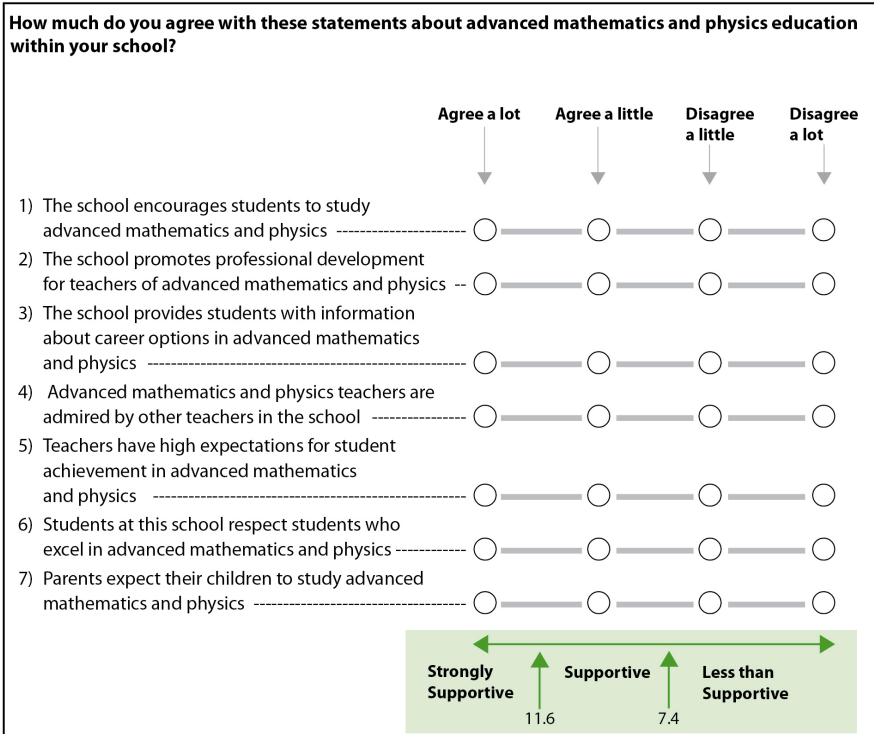 How much do you agree with these statements about advanced mathematics and physics education
within your school?
Agree a lot
Agree a little
Disagree
a little
Disagree
a lot
1) The school encourages students to study
advanced mathematics and physics
2) The school promotes professional development
for teachers of advanced mathematics and physics
3) The school provides students with information
about career options in advanced mathematics
and physics
4) Advanced mathematics and physics teachers are
admired by other teachers in the school
5) Teachers have high expectations for student
achievement in advanced mathematics
and physics
6) Students at this school respect students who
excel in advanced mathematics and physics
7) Parents expect their children to study advanced
mathematics and physics
Strongly
Supportive
Supportive
Less than
Supportive
11.6
7.4